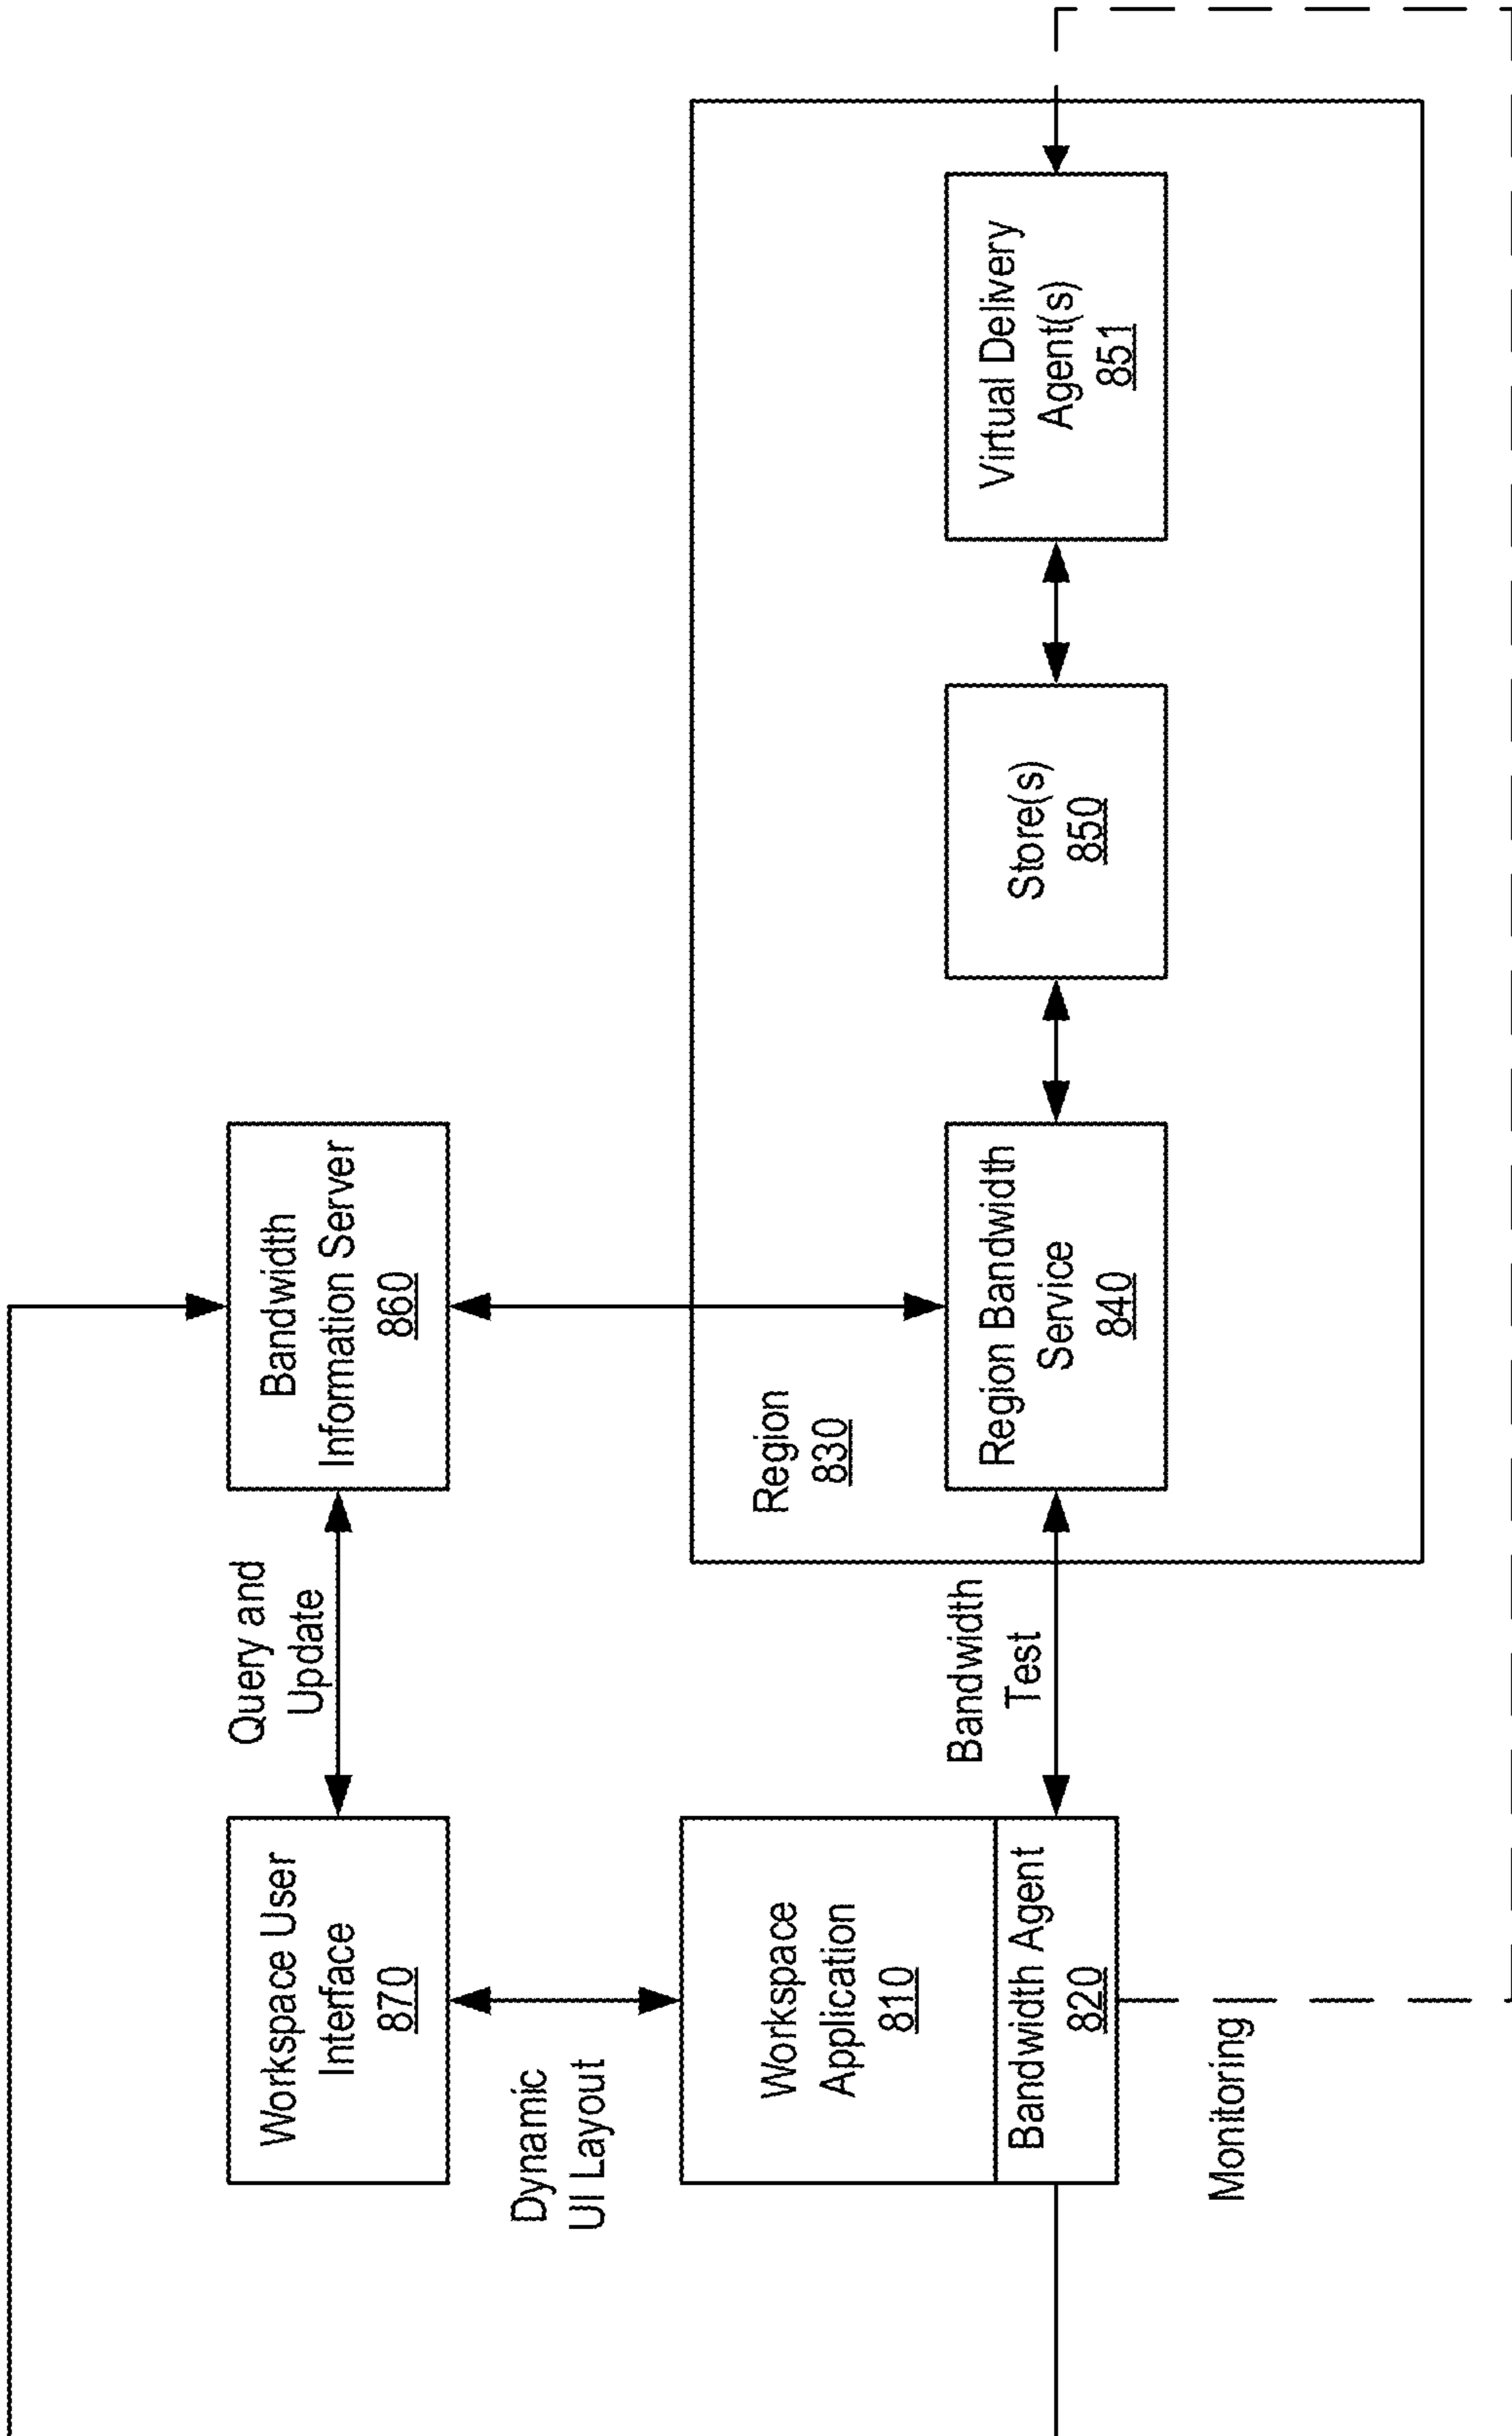 Workspace User
Interface
870
Query and
Update
Bandwidth
Information Server
860
Dynamic
UI Layout
Workspace
Application
810
Bandwidth Agent
820
Monitoring
Bandwidth
Test
Region
830
Region Bandwidth
Service
840
Store(s)
850
Virtual Delivery
Agent(s)
851